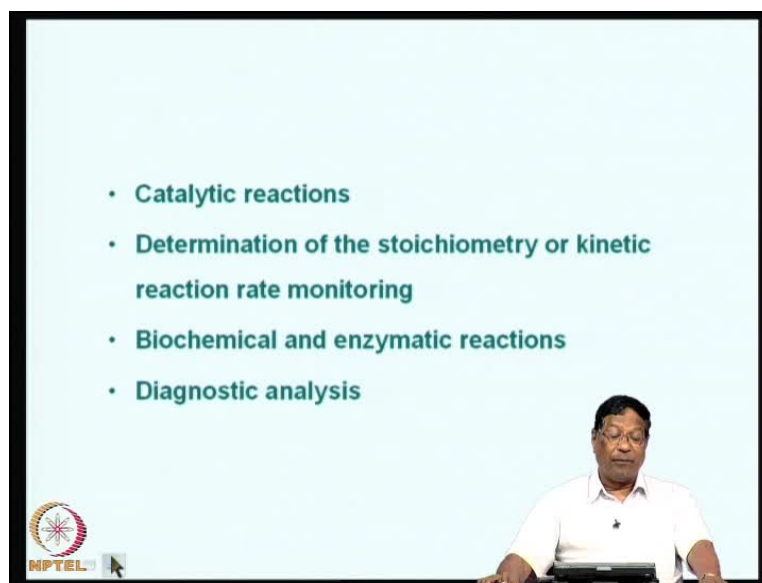 • Catalytic reactions
• Determination of the stoichiometry or kinetic
reaction rate monitoring
• Biochemical and enzymatic reactions
• Diagnostic analysis
NPTEL